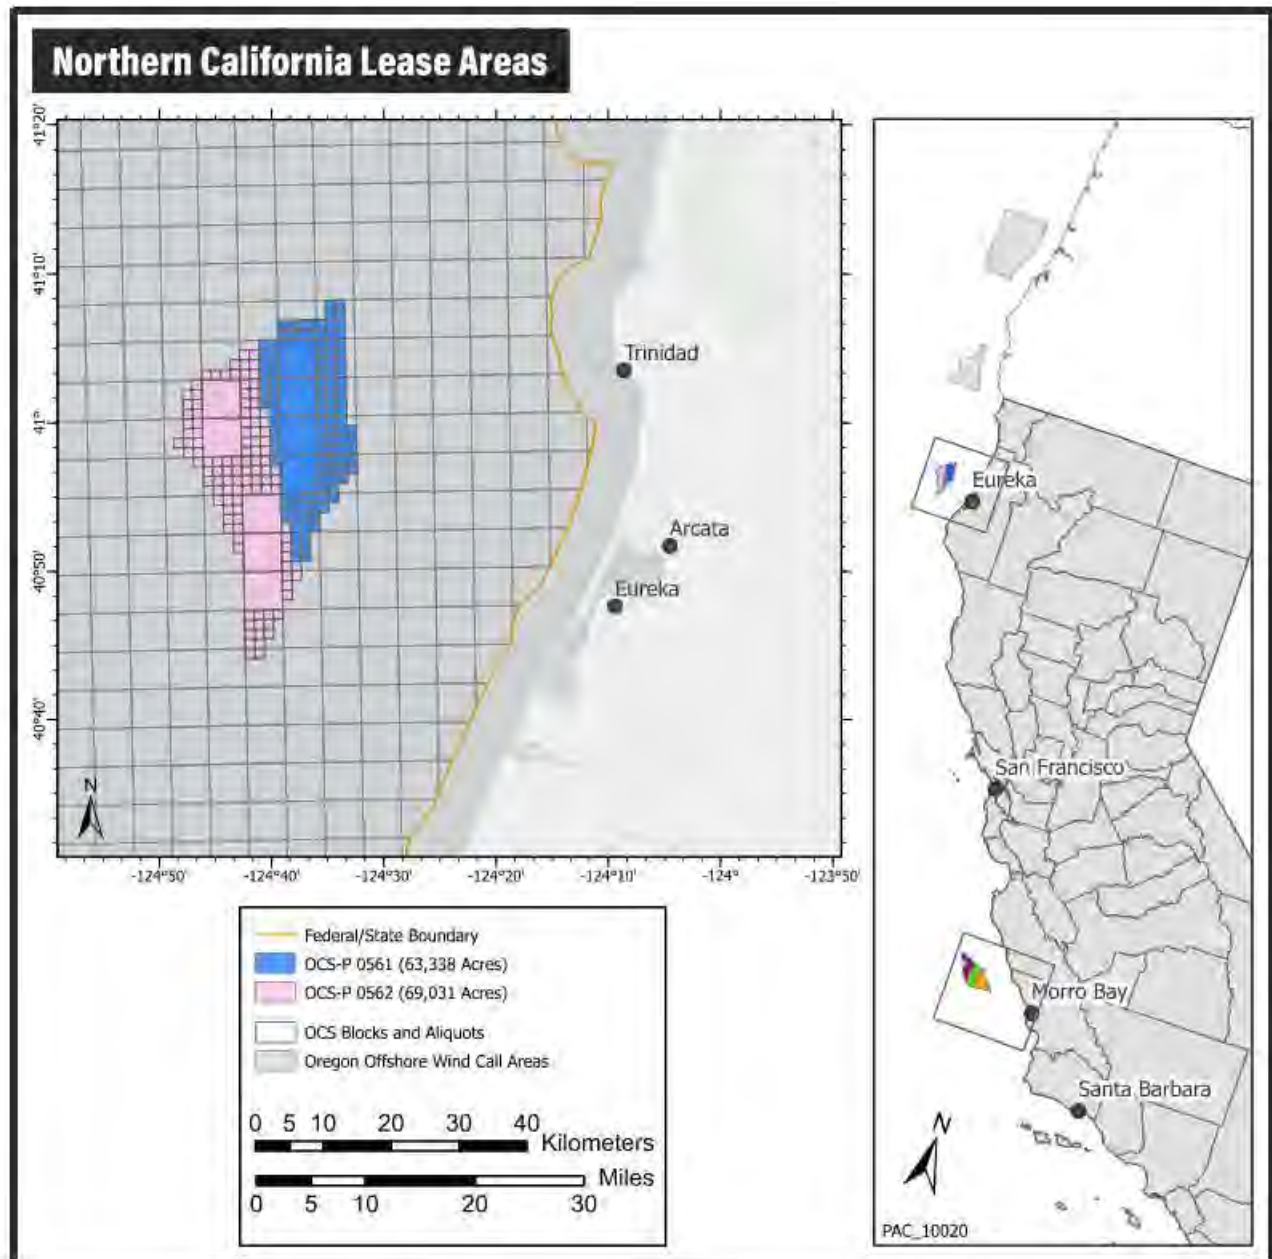 Northern California Lease Areas
41°20'
41°10'
41°
40°50'
40°40'
Trinidad
Arcata
Eureka
N
-124°50'
-124°40'
-124°30'
-124°20'
-124°10'
-124°
-123°50'
Federal/State Boundary
OCS-P 0561 (63,338 Acres)
OCS-P 0562 (69,031 Acres)
OCS Blocks and Aliquots
Oregon Offshore Wind Call Areas
0 5 10 20 30 40
Kilometers
Miles
0 5 10 20 30
Eureka
San Francisco
Morro Bay
Santa Barbara
N
PAC_10020